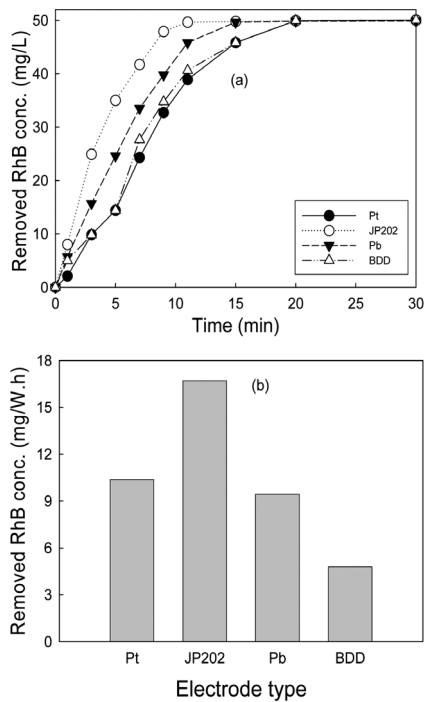 Removed RhB conc. (mg/L)
50
40
30
20
10
0
(a)
Pt
JP202
Pb
BDD
0 5 10 15 20 30
Time (min)
Removed RhB conc. (mg/W.h)
18
15
12
9
6
3
0
(b)
Pt JP202 Pb BDD
Electrode type